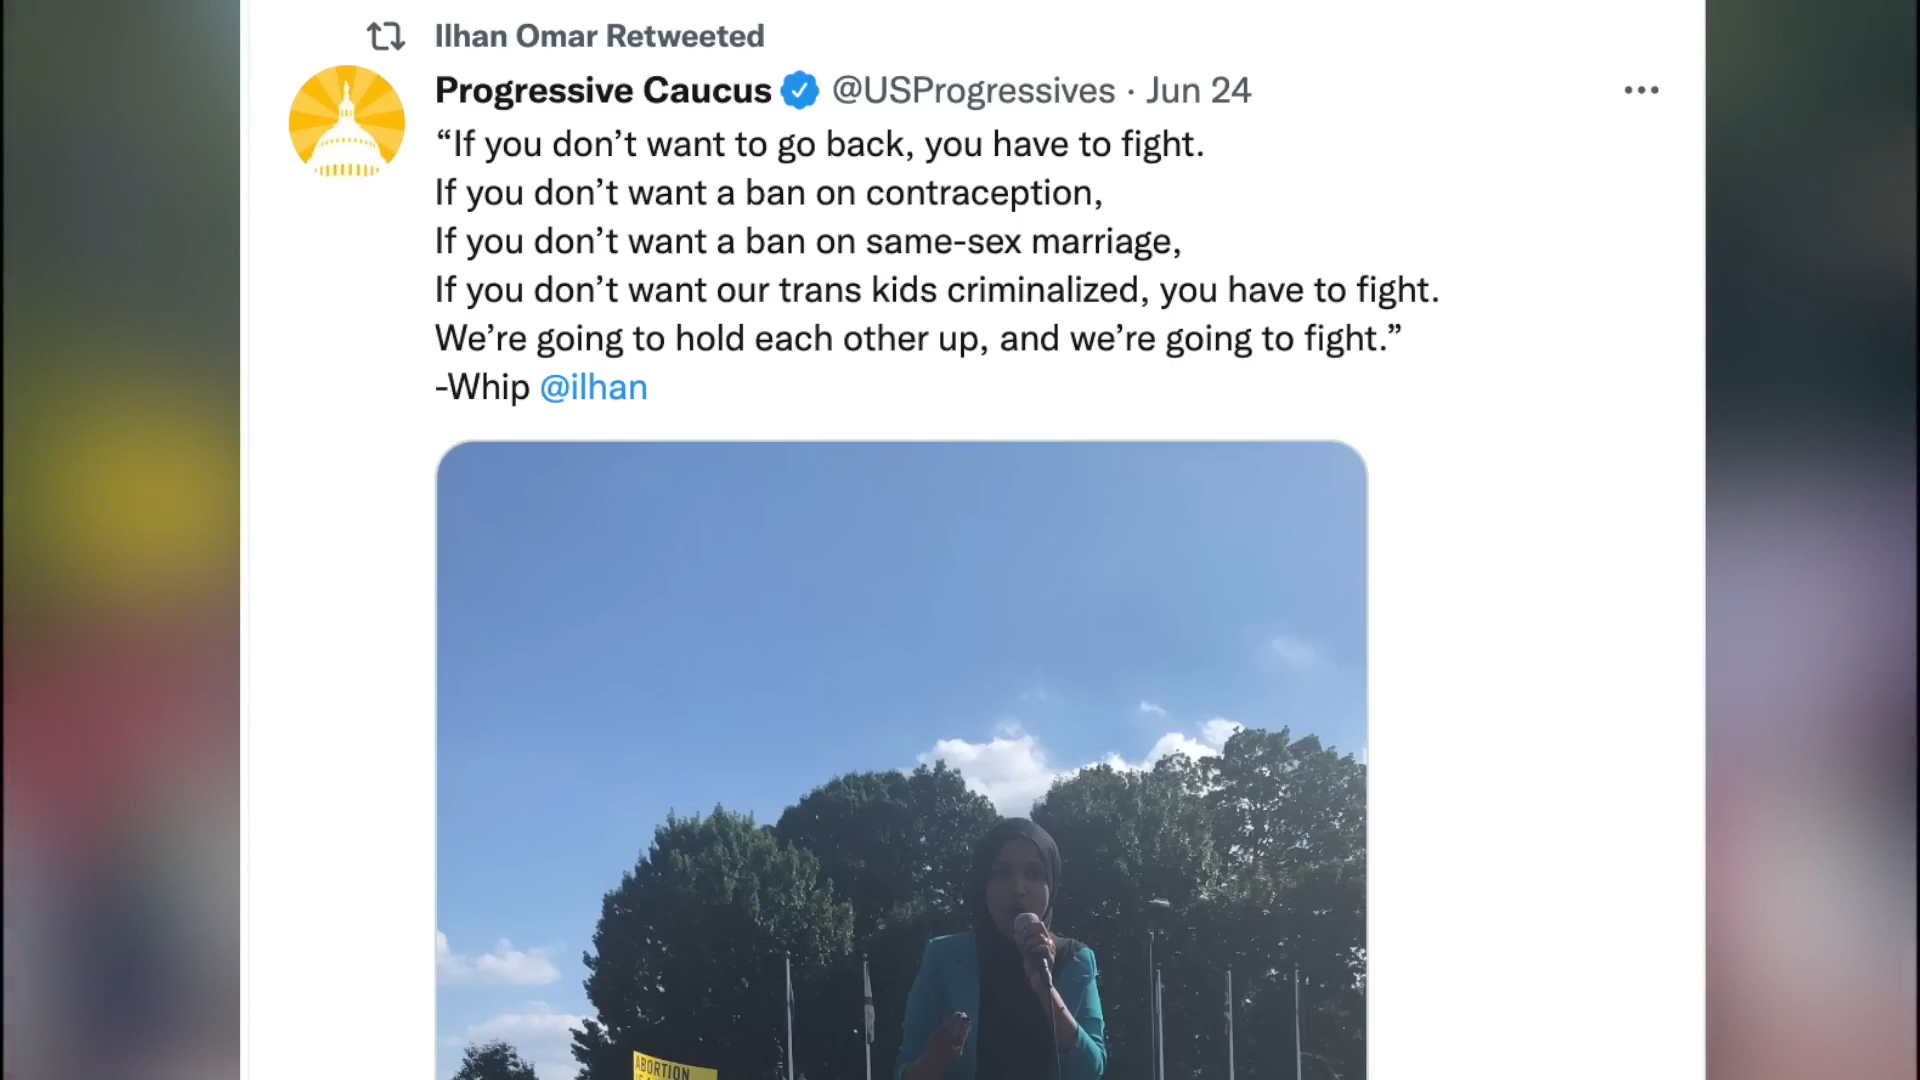 Ilhan Omar Retweeted
Progressive Caucus @USProgressives · Jun 24
“If you don’t want to go back, you have to fight.
If you don’t want a ban on contraception,
If you don’t want a ban on same-sex marriage,
If you don’t want our trans kids criminalized, you have to fight.
We’re going to hold each other up, and we’re going to fight.”
-Whip @ilhan
ABORTION